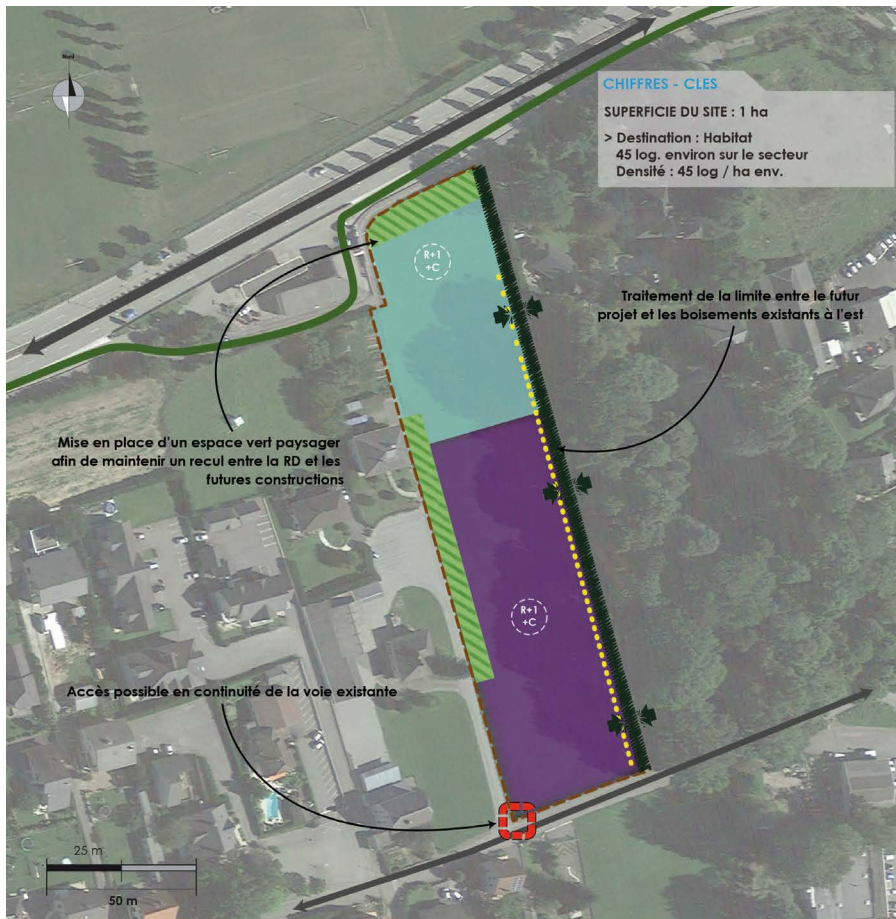 Nord
CHIFFRES - CLES
SUPERFICIE DU SITE : 1 ha
> Destination : Habitat
45 log. environ sur le secteur
Densité : 45 log / ha env.
R+1
+C
Traitement de la limite entre le futur
projet et les boisements existants à l'est
Mise en place d'un espace vert paysager
afin de maintenir un recul entre la RD et les
futures constructions
R+1
+C
Accès possible en continuité de la voie existante
25 m
50 m